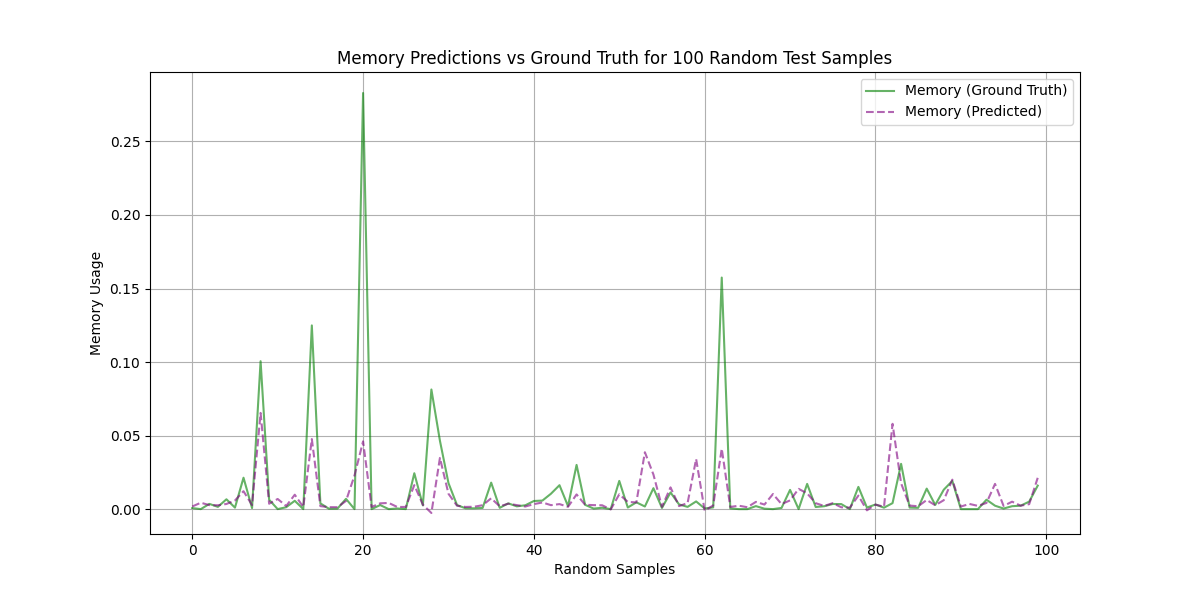 Memory Predictions vs Ground Truth for 100 Random Test Samples
Memory (Ground Truth)
Memory (Predicted)
Memory Usage
0.25
0.20
0.15
0.10
0.05
0.00
0 20 40 60 80 100
Random Samples